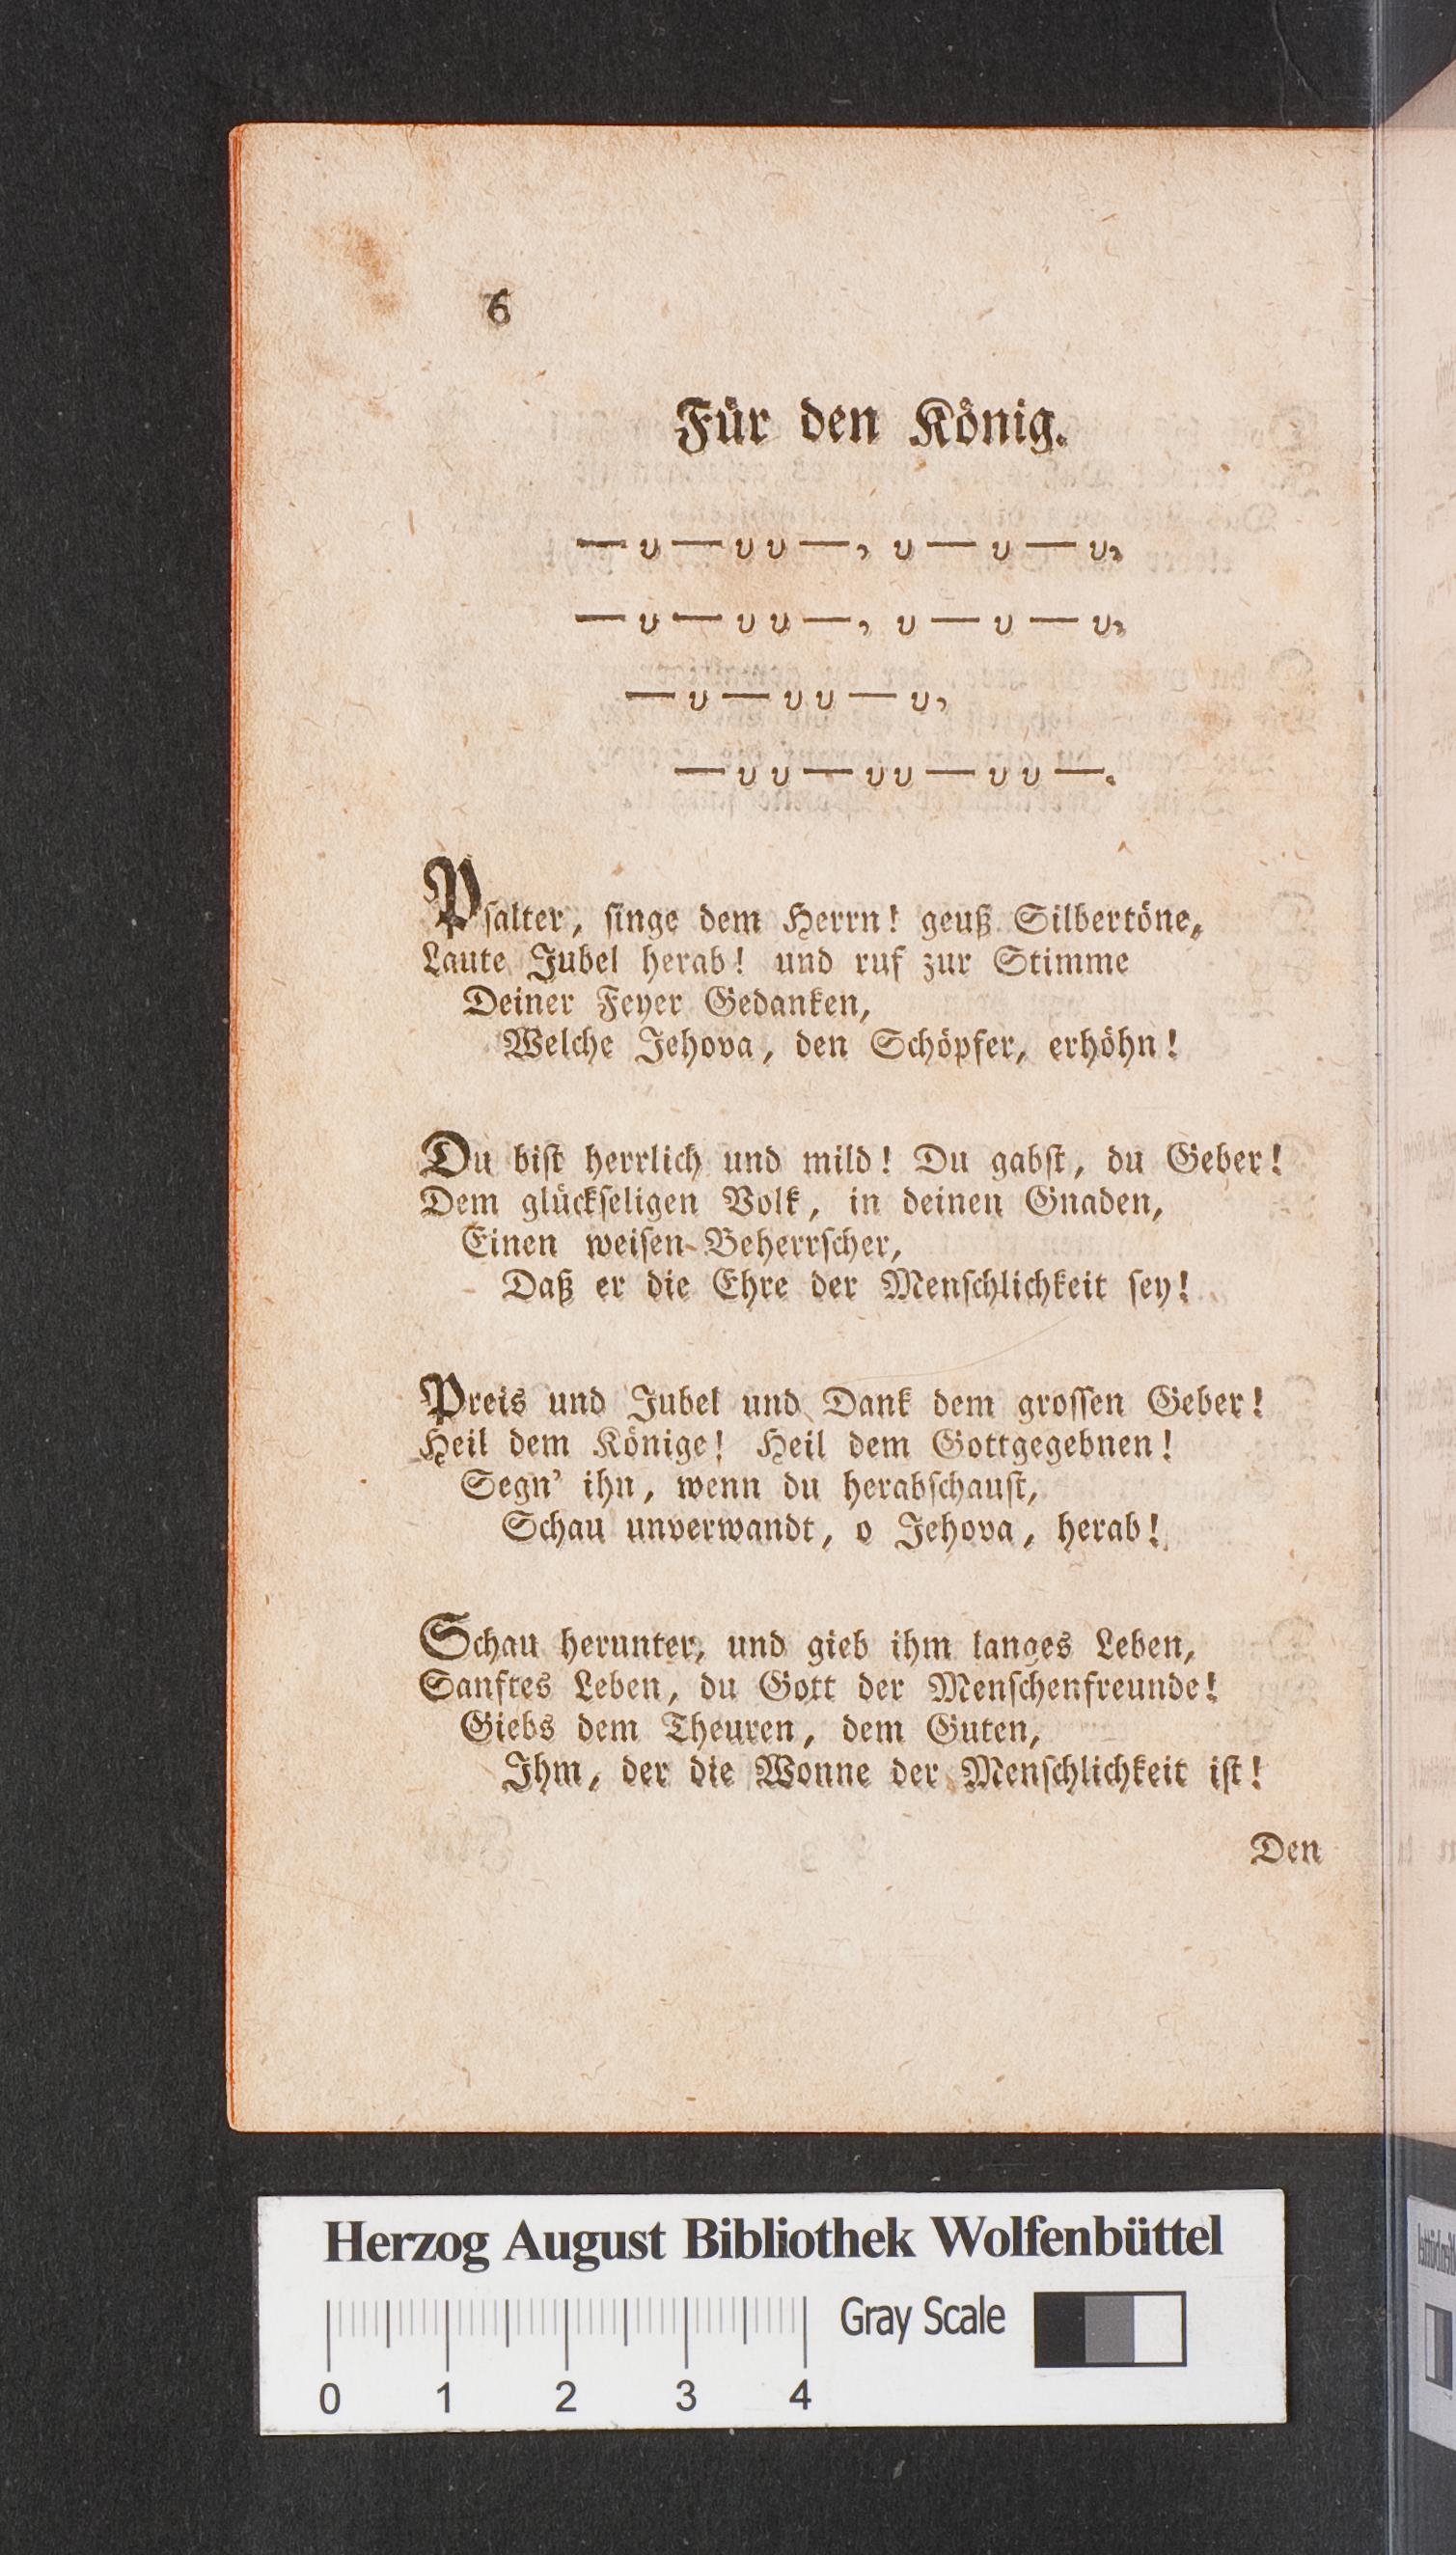 6
Für den König.
— ᴗ — ᴗ ᴗ —, ᴗ — ᴗ — ᴗ,
— ᴗ — ᴗ ᴗ —, ᴗ — ᴗ — ᴗ,
— ᴗ — ᴗ ᴗ — ᴗ,
— ᴗ ᴗ — ᴗ ᴗ — ᴗ ᴗ —.
Pſalter, ſinge dem Herrn! geuß Silbertöne,
Laute Jubel herab! und ruf zur Stimme
Deiner Feyer Gedanken,
Welche Jehova, den Schöpfer, erhöhn!
Du biſt herrlich und mild! Du gabſt, du Geber!
Dem glückſeligen Volk, in deinen Gnaden,
Einen weiſen Beherrſcher,
Daß er die Ehre der Menſchlichkeit ſey!
Preis und Jubel und Dank dem groſſen Geber!
Heil dem Könige! Heil dem Gottgegebnen!
Segn' ihn, wenn du herabſchauſt,
Schau unverwandt, o Jehova, herab!
Schau herunter, und gieb ihm langes Leben,
Sanftes Leben, du Gott der Menſchenfreunde!
Giebs dem Theuren, dem Guten,
Ihm, der die Wonne der Menſchlichkeit iſt!
Den
Herzog August Bibliothek Wolfenbüttel
Gray Scale
0 1 2 3 4